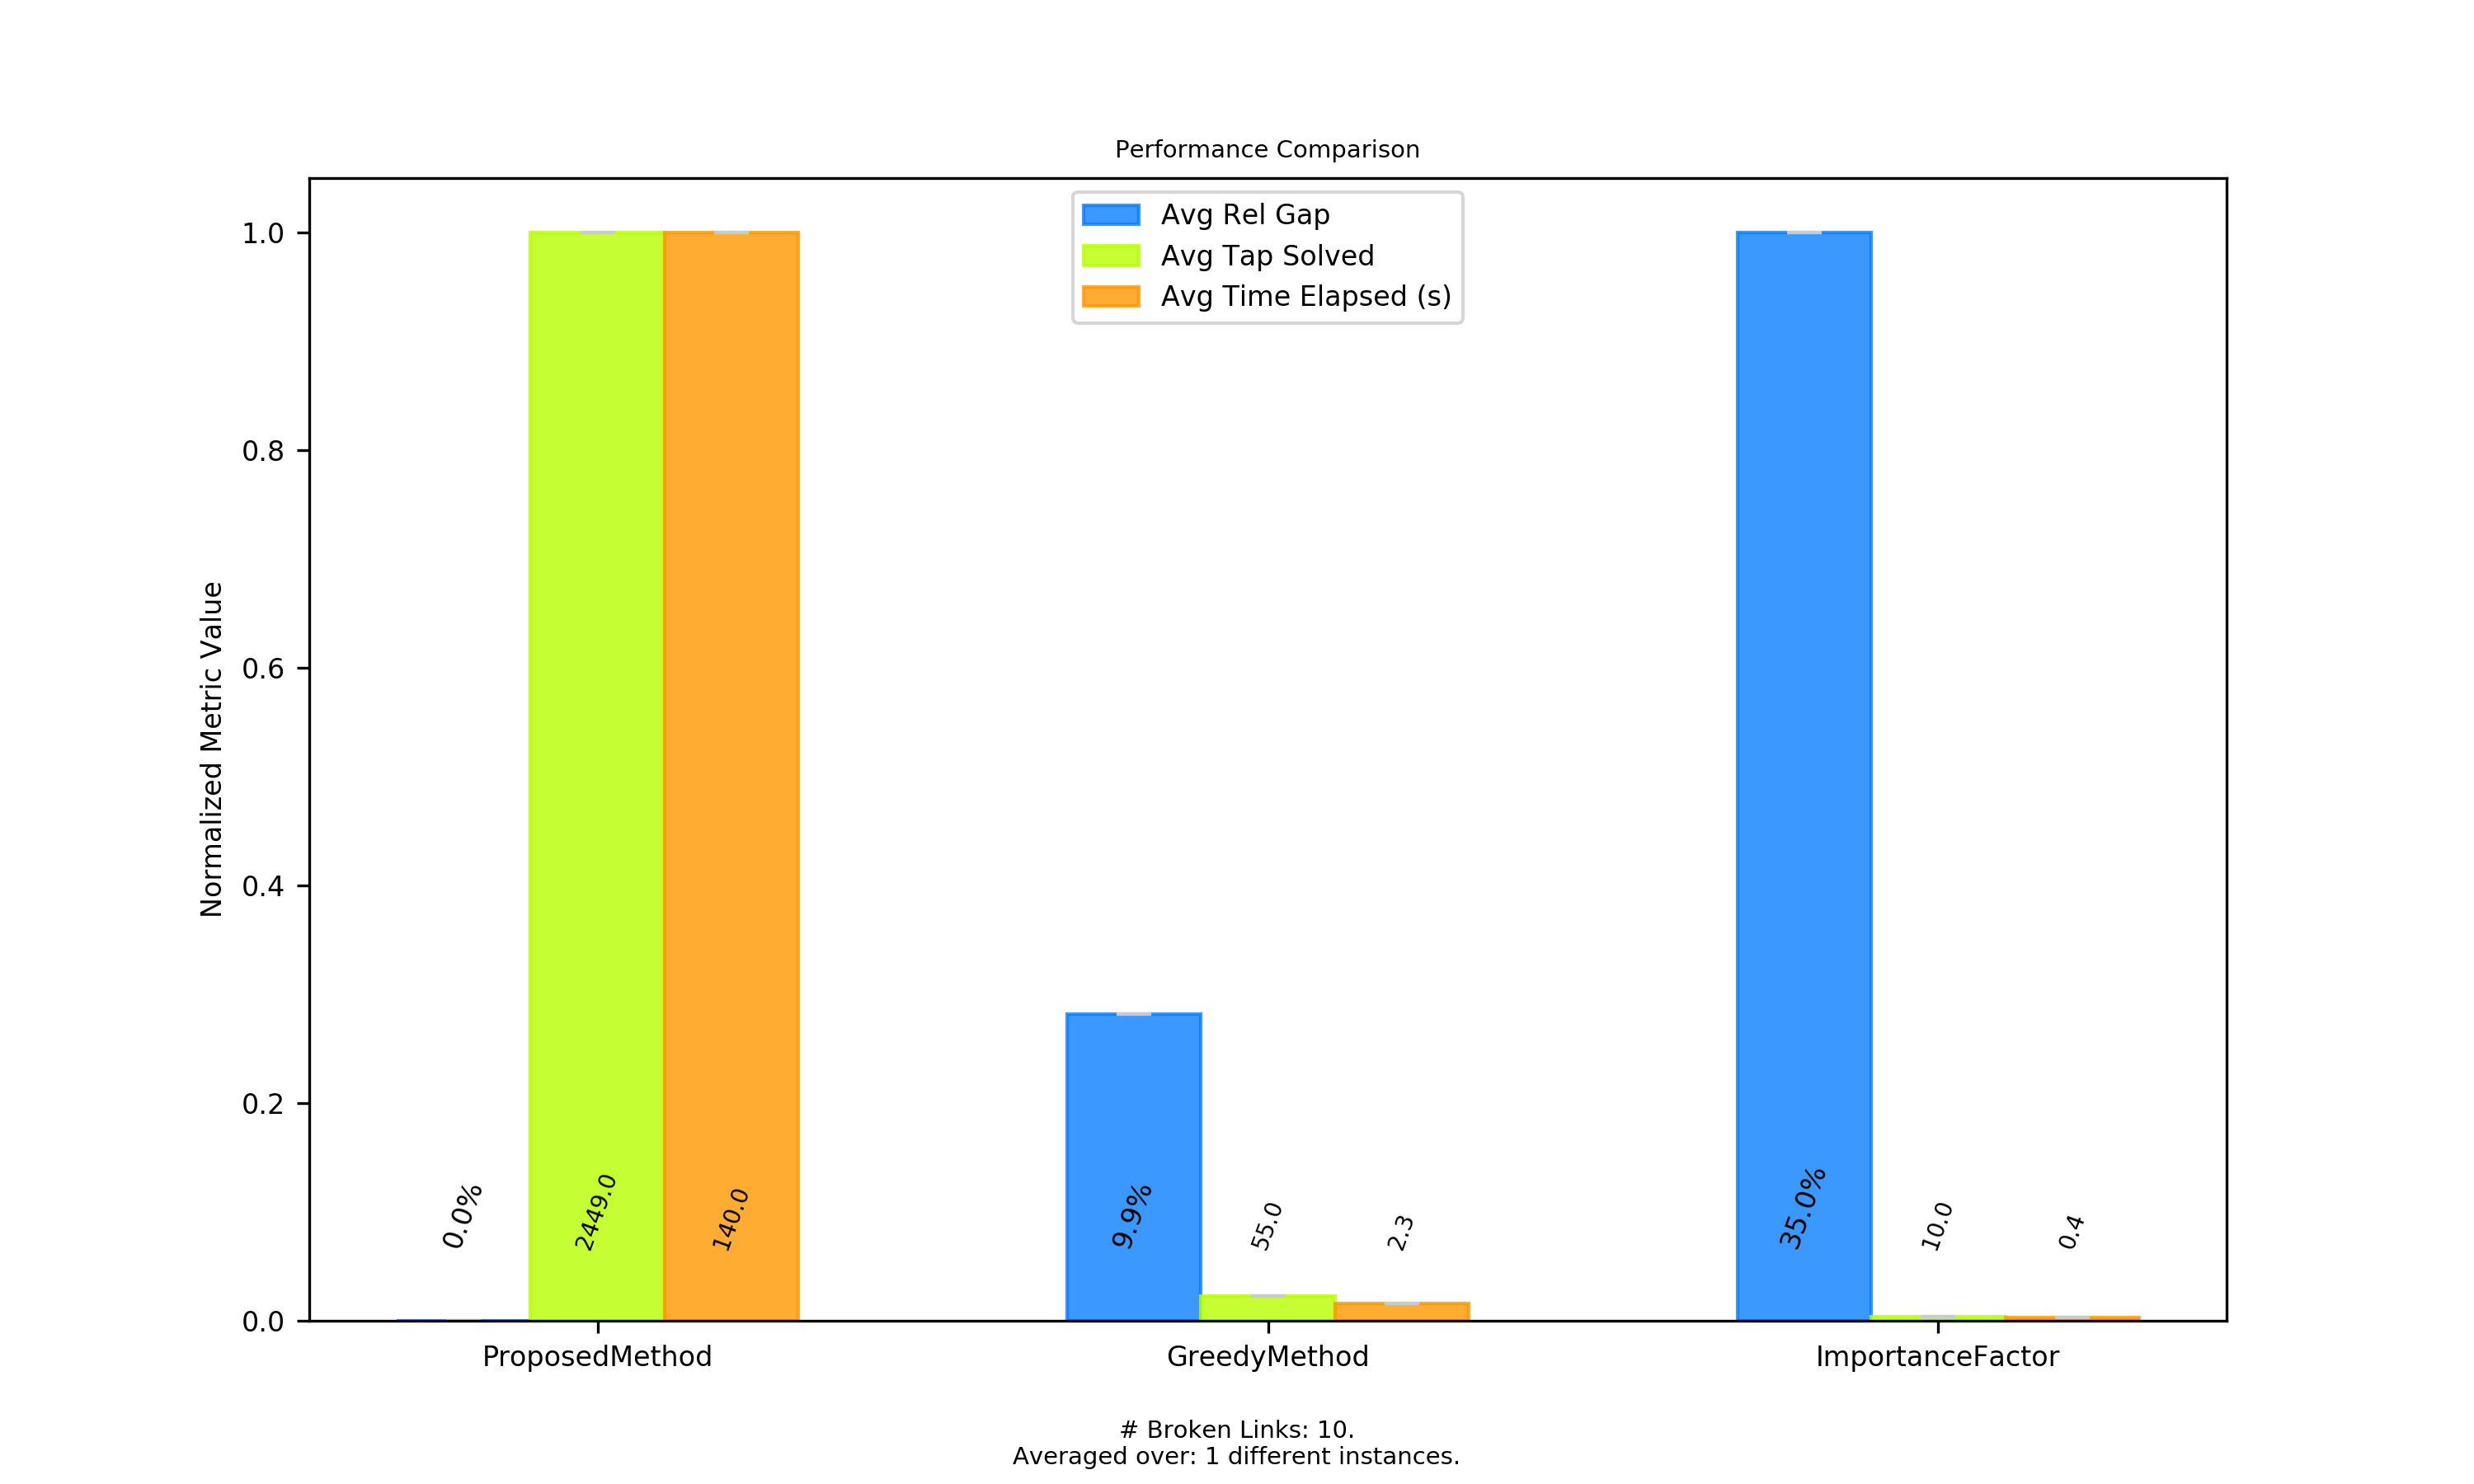 Performance Comparison
Avg Rel Gap
Avg Tap Solved
Avg Time Elapsed (s)
Normalized Metric Value
1.0
0.8
0.6
0.4
0.2
0.0
0.0%
2449.0
140.0
9.9%
55.0
2.3
35.0%
10.0
0.4
ProposedMethod
GreedyMethod
ImportanceFactor
# Broken Links: 10.
Averaged over: 1 different instances.